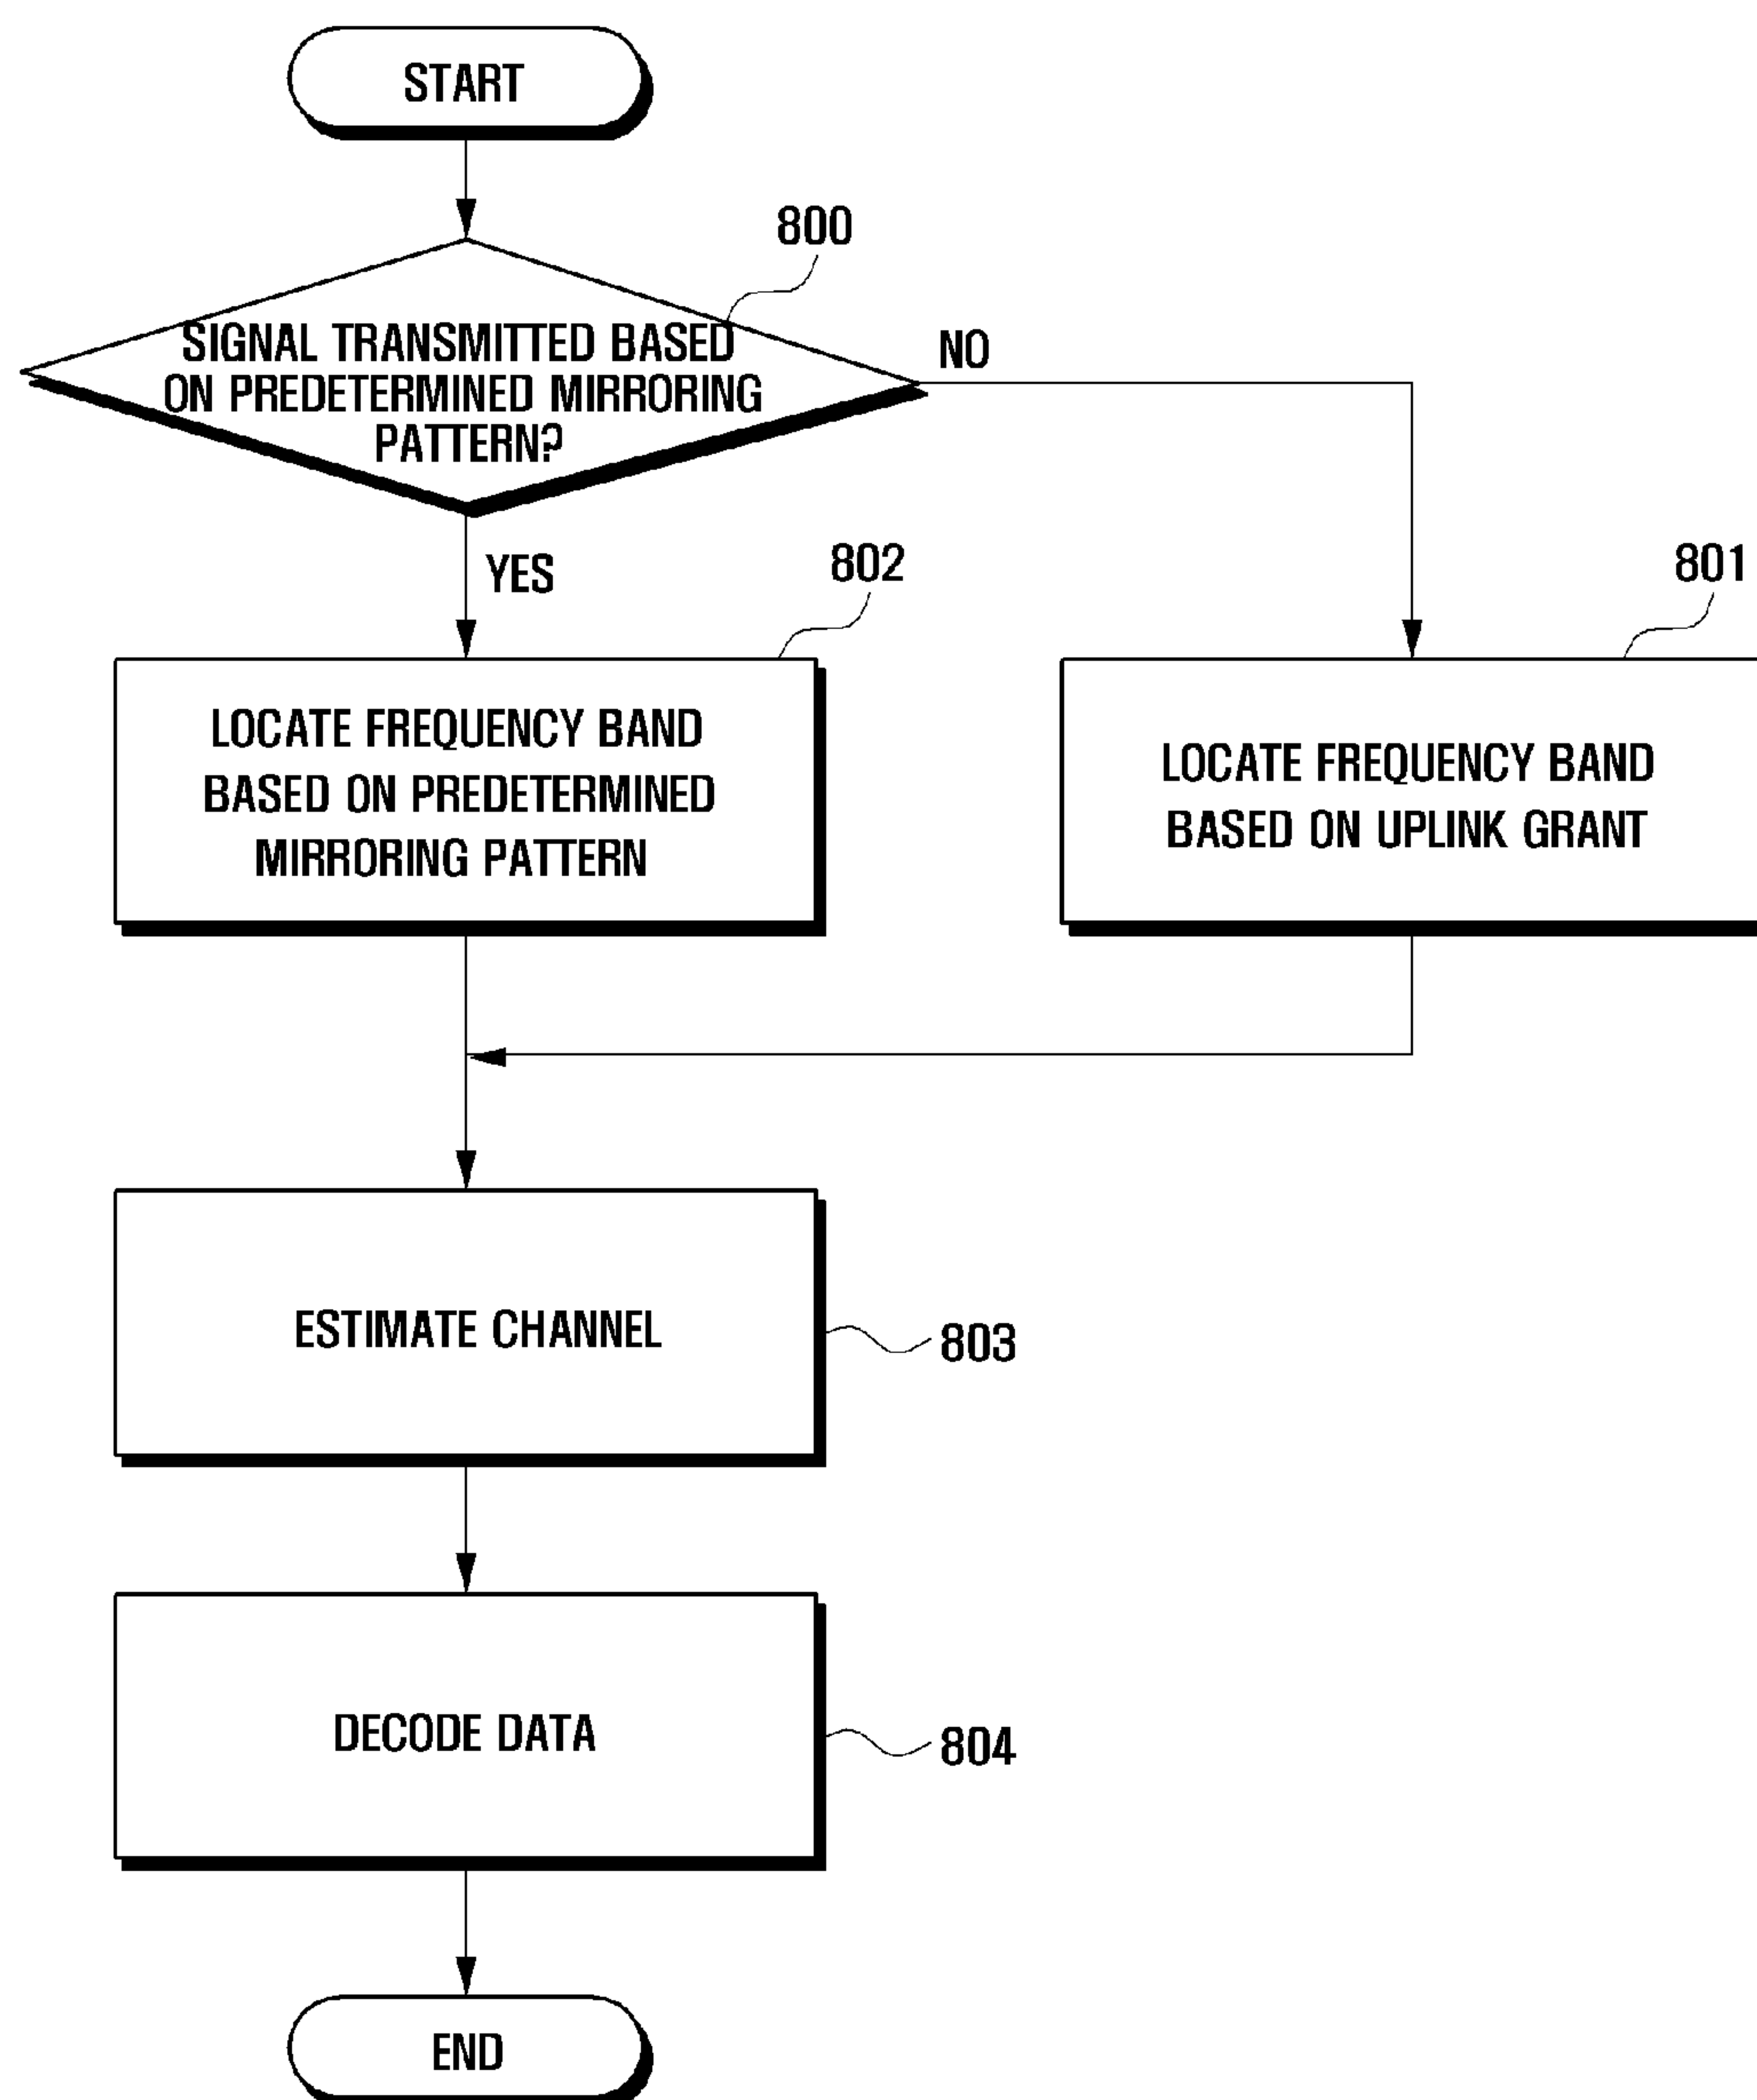 START
800
SIGNAL TRANSMITTED BASED
ON PREDETERMINED MIRRORING
PATTERN?
NO
YES
802
801
LOCATE FREQUENCY BAND
BASED ON PREDETERMINED
MIRRORING PATTERN
LOCATE FREQUENCY BAND
BASED ON UPLINK GRANT
ESTIMATE CHANNEL
803
DECODE DATA
804
END